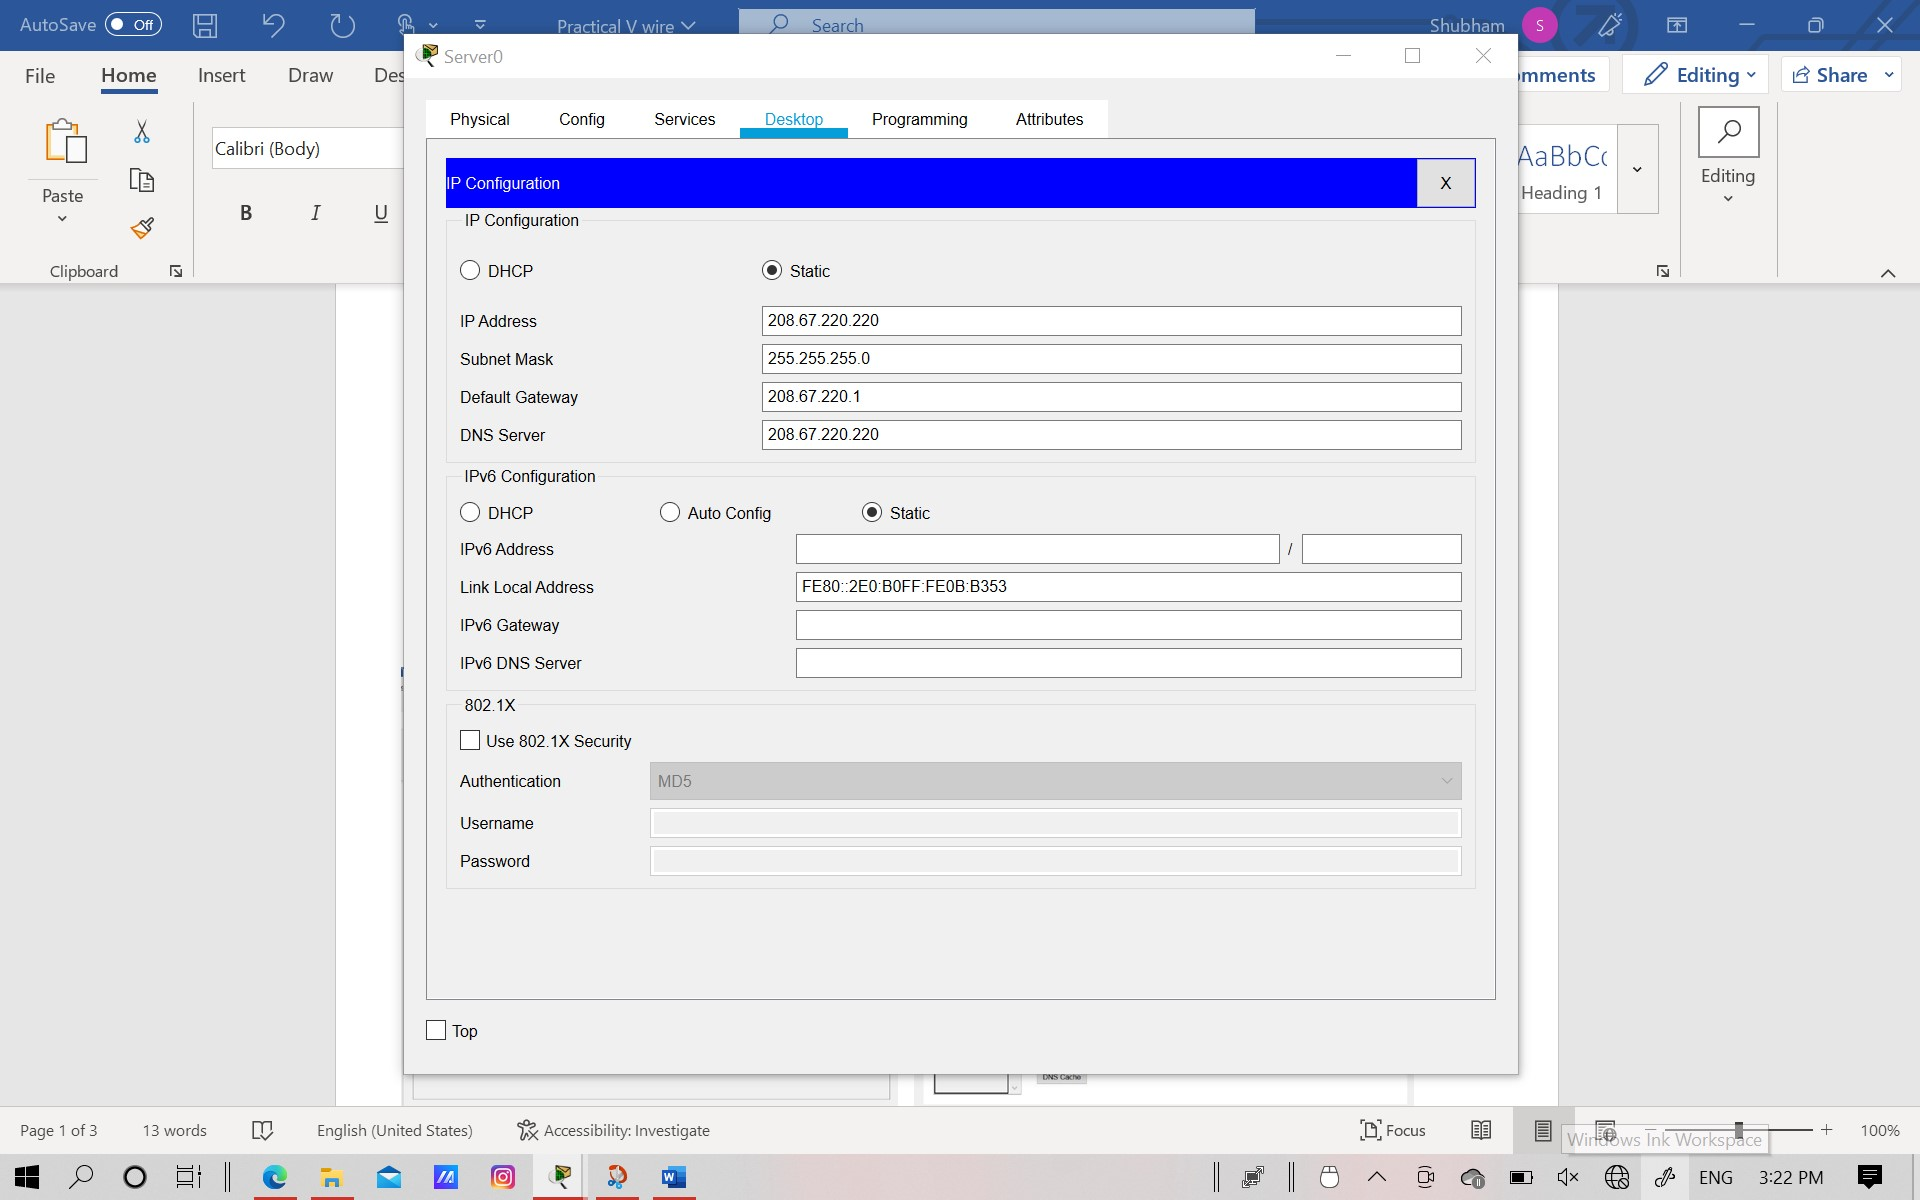 AutoSave Off Practical V wire Search Shubham S
Server0
File Home Insert Draw Des omments Editing Share
Physical Config Services Desktop Programming Attributes
Calibri (Body)
Paste
B I U
Clipboard
AaBbCc
Heading 1
Editing
IP Configuration X
IP Configuration
DHCP Static
IP Address 208.67.220.220
Subnet Mask 255.255.255.0
Default Gateway 208.67.220.1
DNS Server 208.67.220.220
IPv6 Configuration
DHCP Auto Config Static
IPv6 Address /
Link Local Address FE80::2E0:B0FF:FE0B:B353
IPv6 Gateway
IPv6 DNS Server
802.1X
Use 802.1X Security
Authentication MD5
Username
Password
Top
DNS Cache
Page 1 of 3 13 words English (United States) Accessibility: Investigate Focus 100%
Windows Ink Workspace
ENG 3:22 PM